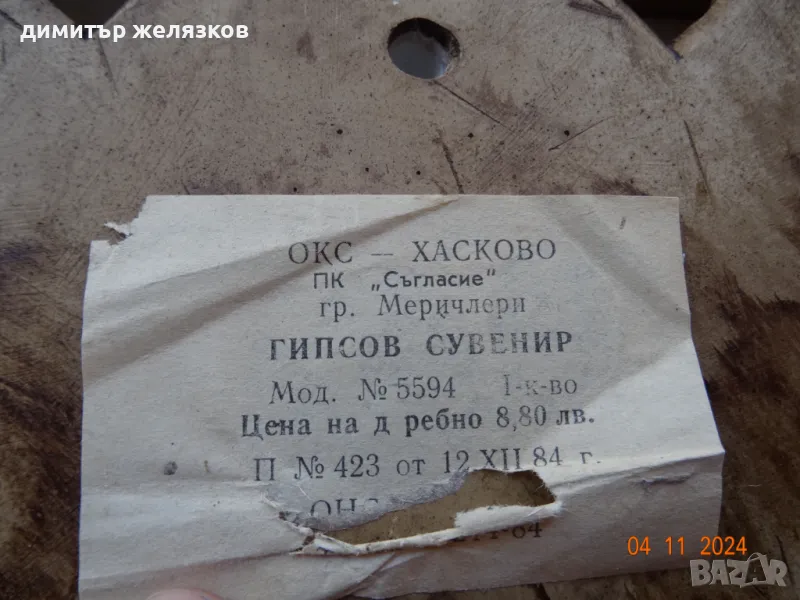 димитър желязков
ОКС — ХАСКОВО
ПК „Съгласие"
гр. Меричлери
ГИПСОВ СУВЕНИР
Мод. № 5594 I-к-во
Цена на д ребно 8,80 лв.
П № 423 от 12 XII 84 г.
04 11 2024
BAZAR